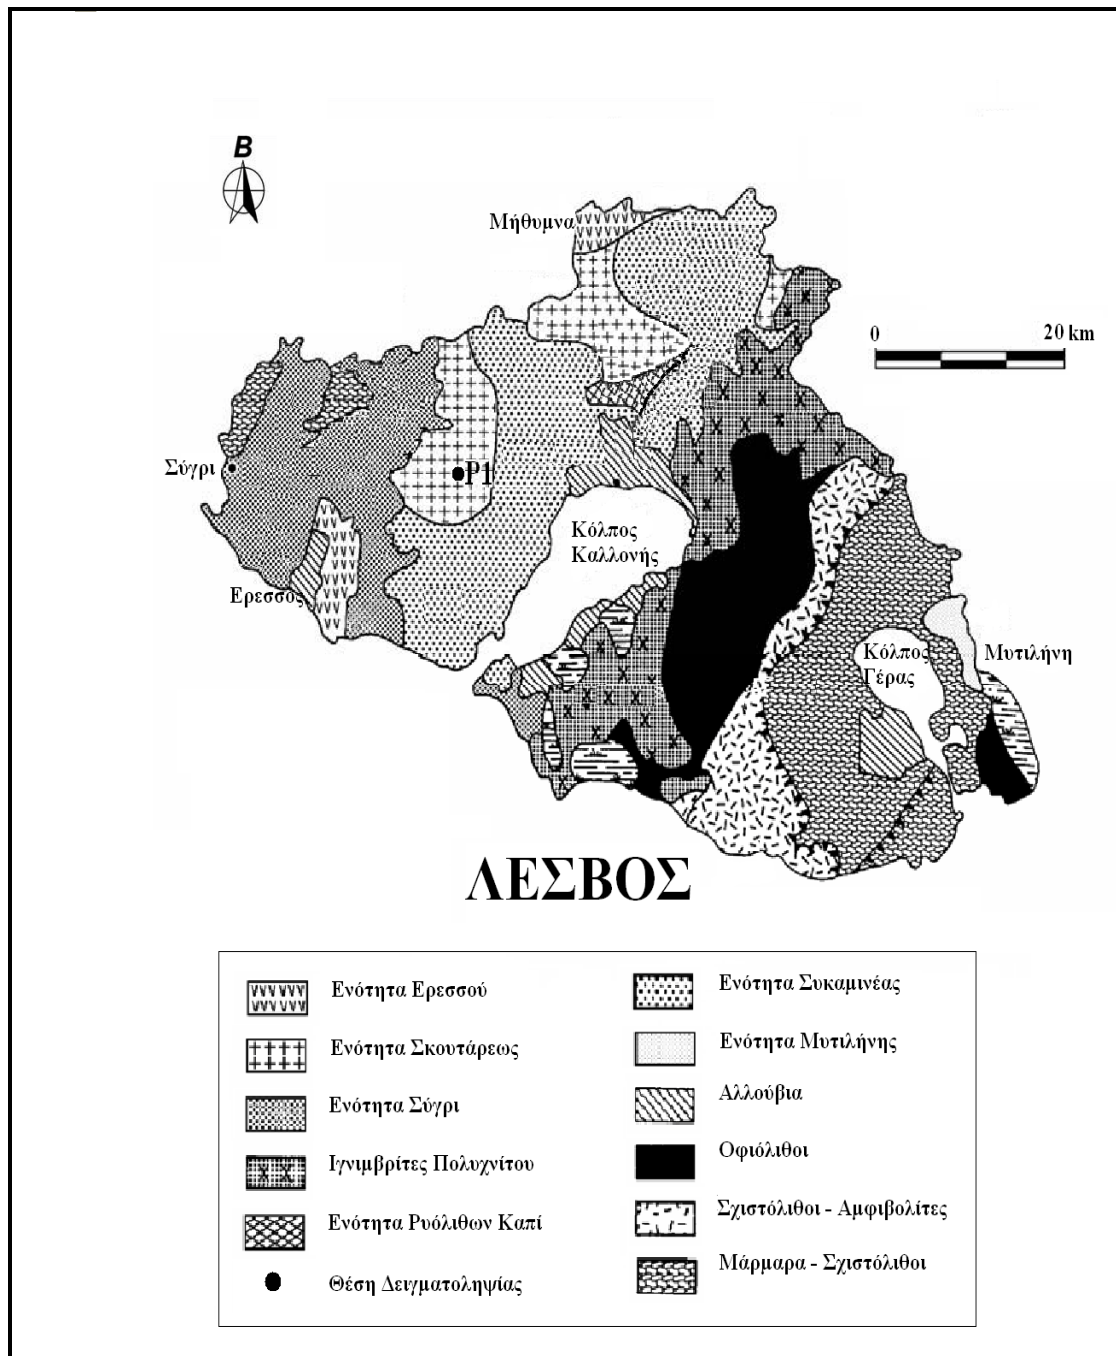 B
Μήθυμνα
0 20 km
Σύγρι
P1
Κόλπος
Καλλονής
Ερεσσός
Κόλπος
Γέρας
Μυτιλήνη
ΛΕΣΒΟΣ
Ενότητα Ερεσσού
Ενότητα Σκουτάρεως
Ενότητα Σύγρι
Ιγνιμβρίτες Πολυχνίτου
Ενότητα Ρυόλιθων Καπί
Θέση Δειγματοληψίας
Ενότητα Συκαμινέας
Ενότητα Μυτιλήνης
Αλλούβια
Οφιόλιθοι
Σχιστόλιθοι - Αμφιβολίτες
Μάρμαρα - Σχιστόλιθοι